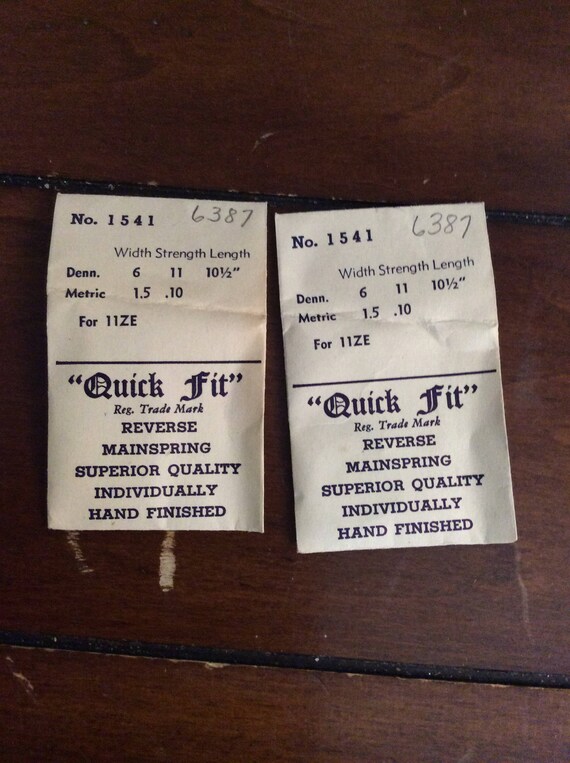 No. 1541 6387
Width Strength Length
Denn. 6 11 10½"
Metric 1.5 .10
For 11ZE
"Quick Fit"
Reg. Trade Mark
REVERSE
MAINSPRING
SUPERIOR QUALITY
INDIVIDUALLY
HAND FINISHED
No. 1541 6387
Width Strength Length
Denn. 6 11 10½"
Metric 1.5 .10
For 11ZE
"Quick Fit"
Reg. Trade Mark
REVERSE
MAINSPRING
SUPERIOR QUALITY
INDIVIDUALLY
HAND FINISHED